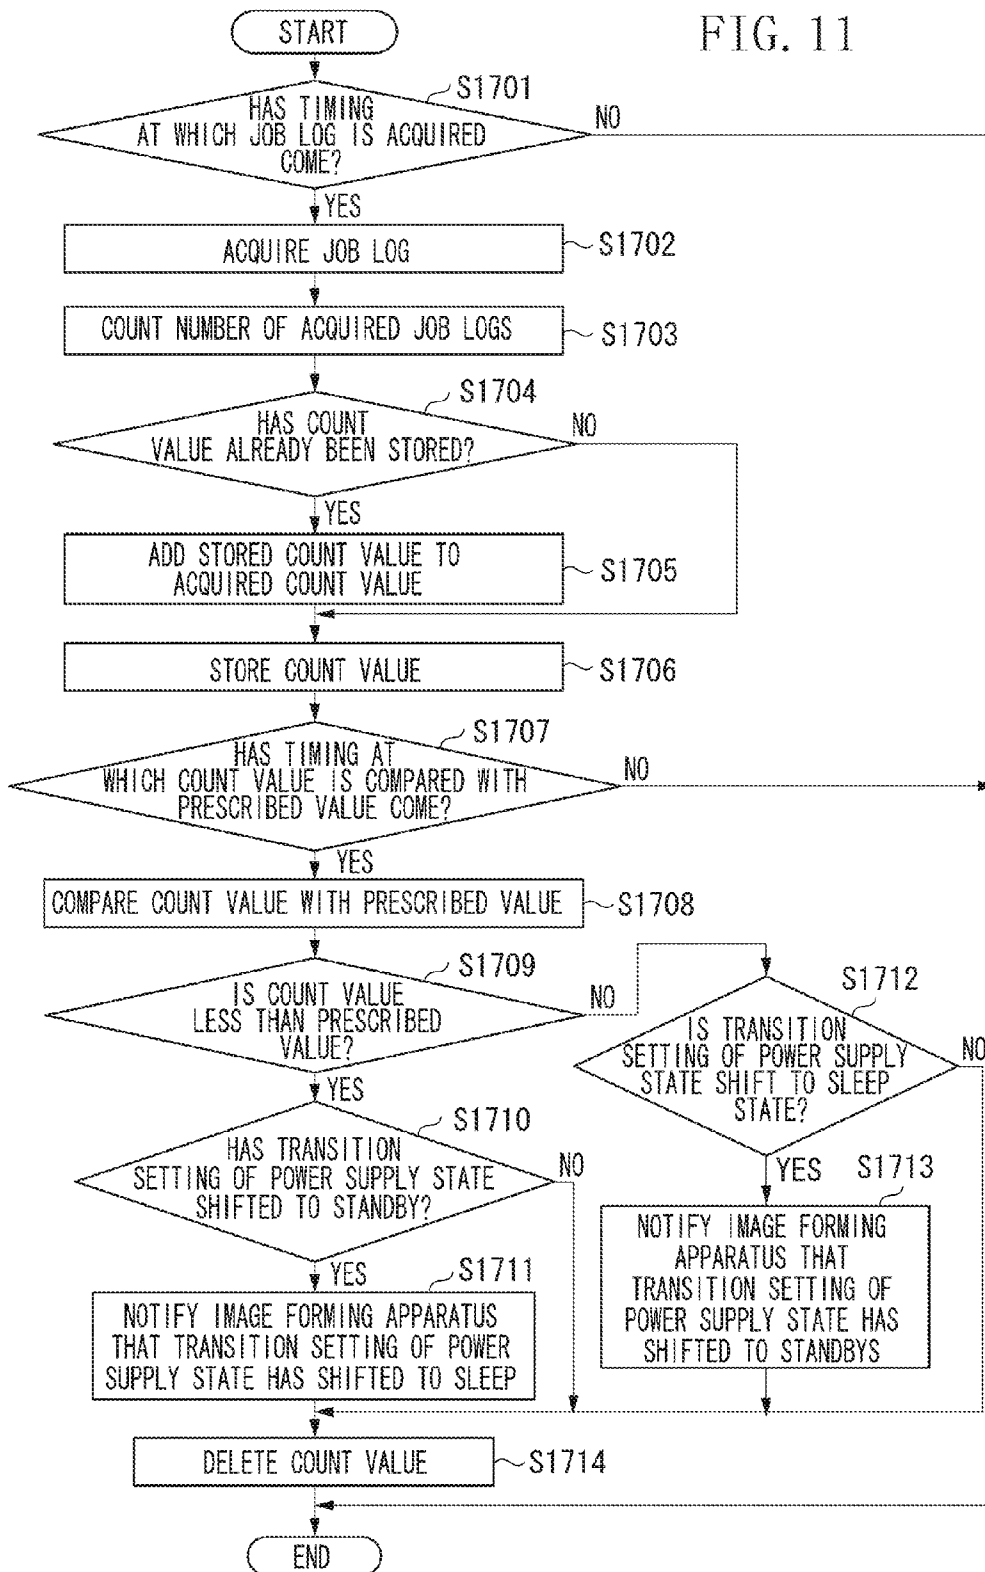 FIG. 11
START
S1701
HAS TIMING
AT WHICH JOB LOG IS ACQUIRED
COME?
NO
YES
ACQUIRE JOB LOG
S1702
COUNT NUMBER OF ACQUIRED JOB LOGS
S1703
S1704
HAS COUNT
VALUE ALREADY BEEN STORED?
NO
YES
ADD STORED COUNT VALUE TO
ACQUIRED COUNT VALUE
S1705
STORE COUNT VALUE
S1706
S1707
HAS TIMING AT
WHICH COUNT VALUE IS COMPARED WITH
PRESCRIBED VALUE COME?
NO
YES
COMPARE COUNT VALUE WITH PRESCRIBED VALUE
S1708
S1709
IS COUNT VALUE
LESS THAN PRESCRIBED
VALUE?
NO
YES
S1712
IS TRANSITION
SETTING OF POWER SUPPLY
STATE SHIFT TO SLEEP
STATE?
NO
YES
S1710
HAS TRANSITION
SETTING OF POWER SUPPLY STATE
SHIFTED TO STANDBY?
NO
YES
S1713
NOTIFY IMAGE FORMING
APPARATUS THAT
TRANSITION SETTING OF
POWER SUPPLY STATE HAS
SHIFTED TO STANDBYS
S1711
NOTIFY IMAGE FORMING APPARATUS
THAT TRANSITION SETTING OF POWER
SUPPLY STATE HAS SHIFTED TO SLEEP
DELETE COUNT VALUE
S1714
END